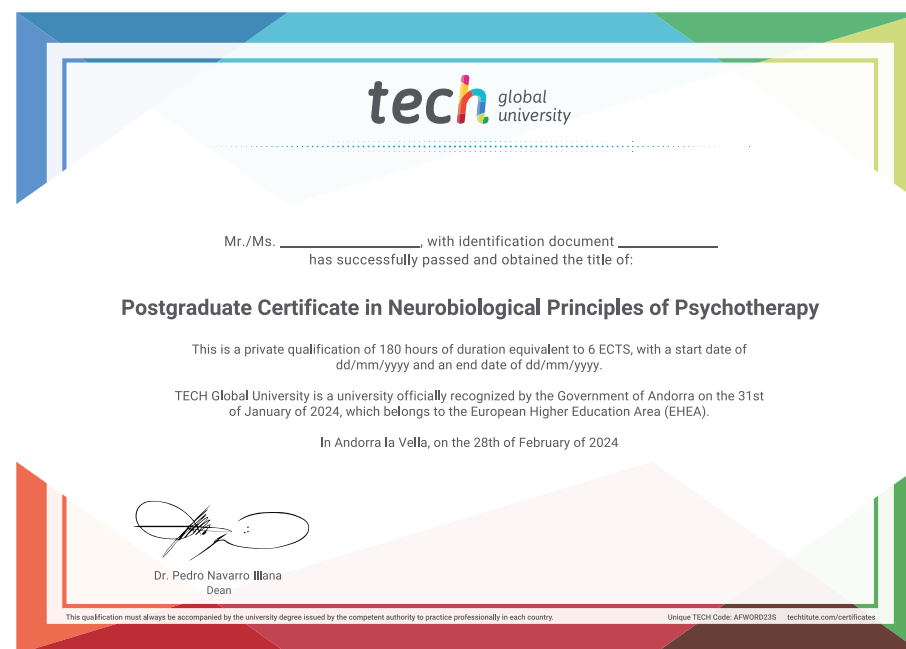 tech global university
Mr./Ms. ____________________, with identification document ______________
has successfully passed and obtained the title of:
Postgraduate Certificate in Neurobiological Principles of Psychotherapy
This is a private qualification of 180 hours of duration equivalent to 6 ECTS, with a start date of
dd/mm/yyyy and an end date of dd/mm/yyyy.
TECH Global University is a university officially recognized by the Government of Andorra on the 31st
of January of 2024, which belongs to the European Higher Education Area (EHEA).
In Andorra la Vella, on the 28th of February of 2024
Dr. Pedro Navarro Illana
Dean
This qualification must always be accompanied by the university degree issued by the competent authority to practice professionally in each country.
Unique TECH Code: AFWORD23S techtitute.com/certificates